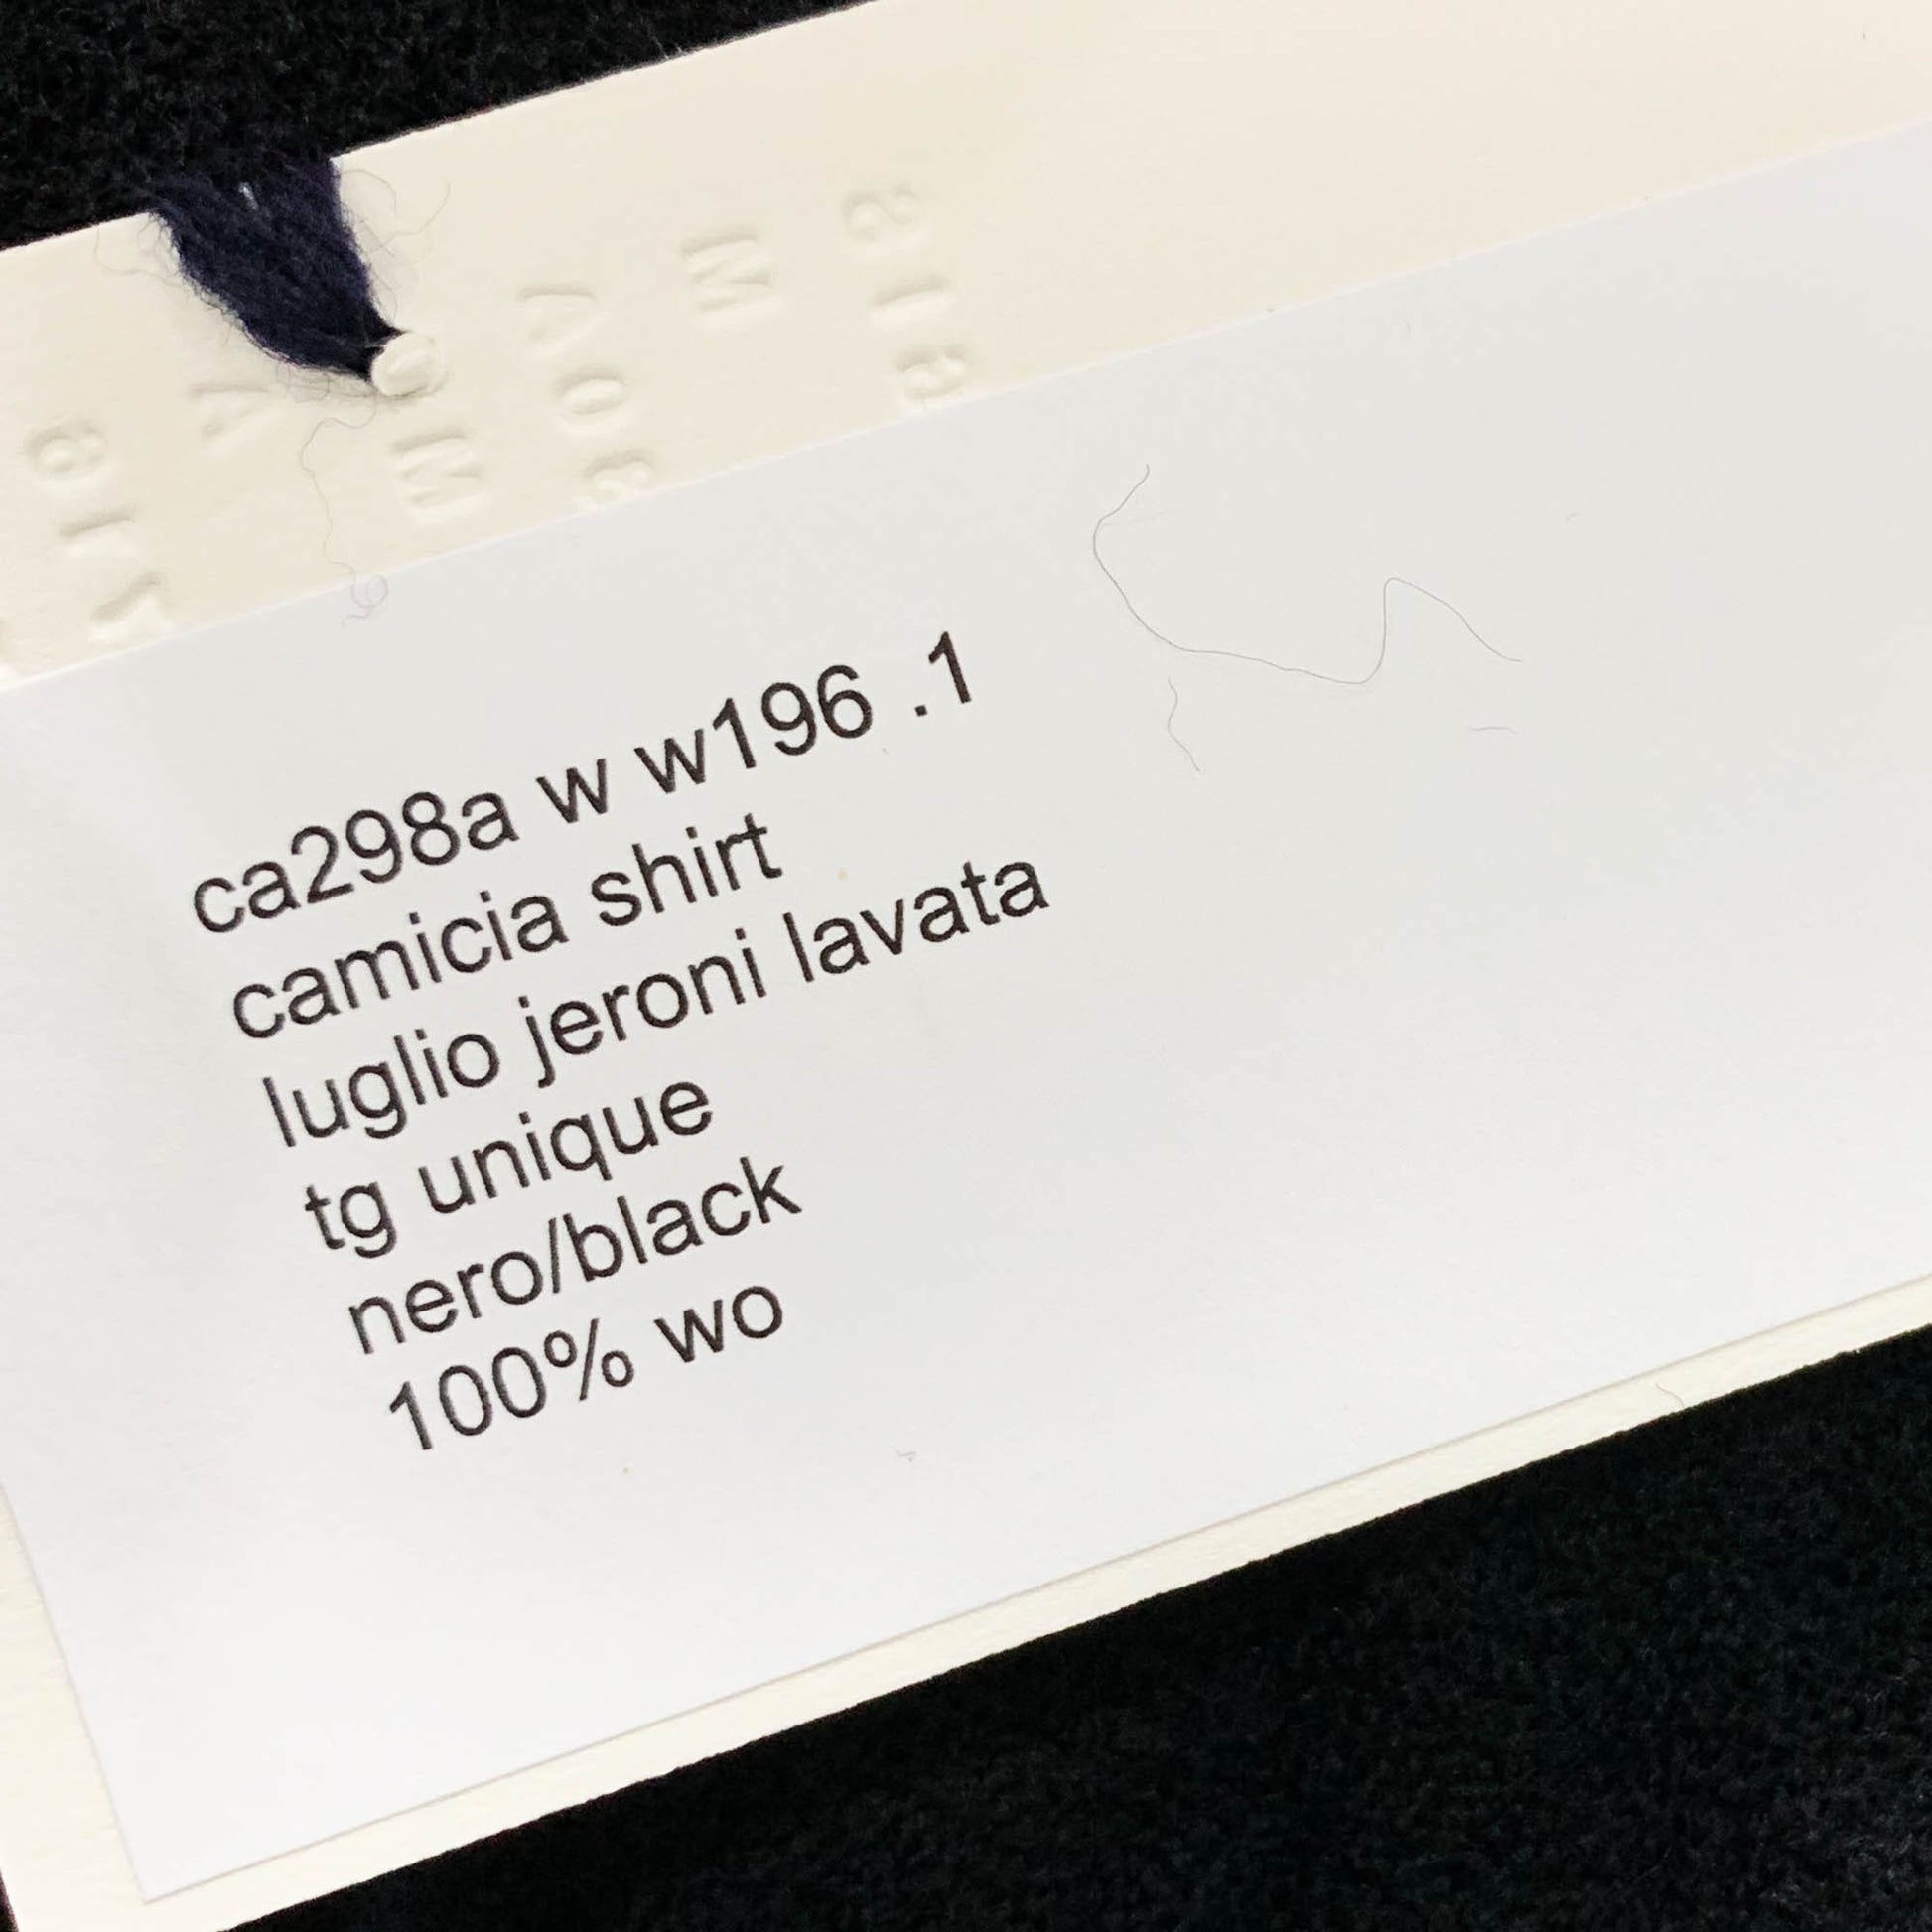 ca298a w w196 .1
camicia shirt
luglio jeroni lavata
tg unique
nero/black
100% wo